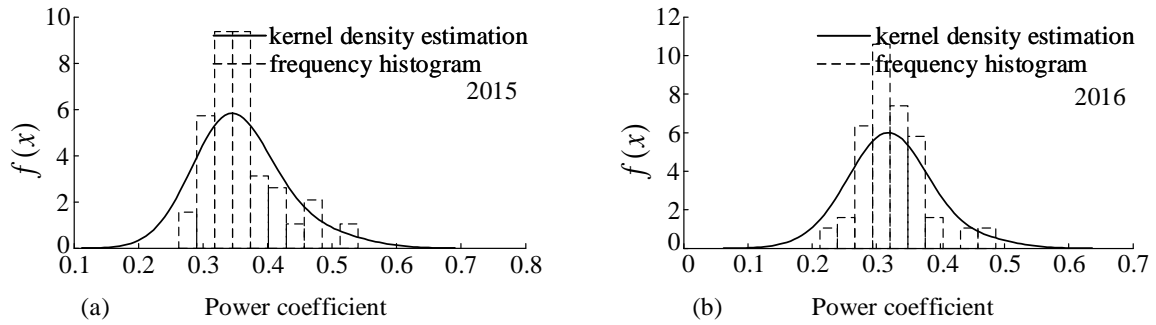 10
8
6
4
2
0
f (x)
kernel density estimation
frequency histogram
2015
0.1 0.2 0.3 0.4 0.5 0.6 0.7 0.8
(a) Power coefficient
12
10
8
6
4
2
0
f (x)
kernel density estimation
frequency histogram
2016
0 0.1 0.2 0.3 0.4 0.5 0.6 0.7
(b) Power coefficient